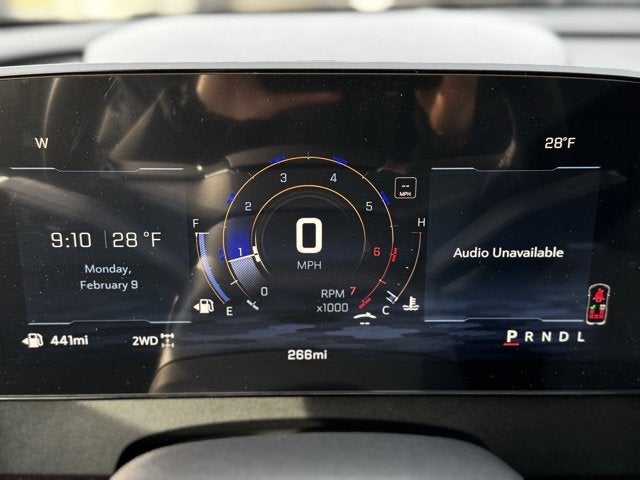 W
28°F
3 4
2 5
1 6
0 7
--
MPH
F
H
9:10 28 °F
Monday,
February 9
0
MPH
Audio Unavailable
RPM
x1000
E
C
--
441mi
2WD
P R N D L
266mi